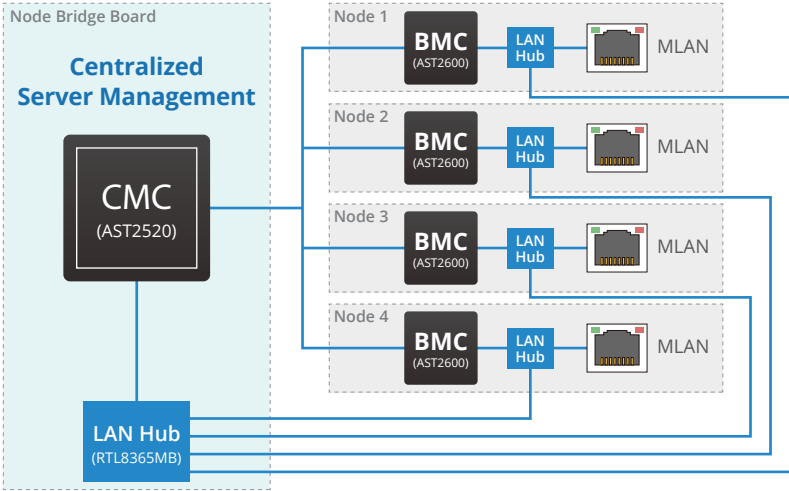 Node Bridge Board
Centralized
Server Management
CMC
(AST2520)
LAN Hub
(RTL8365MB)
Node 1
BMC
(AST2600)
LAN
Hub
MLAN
Node 2
BMC
(AST2600)
LAN
Hub
MLAN
Node 3
BMC
(AST2600)
LAN
Hub
MLAN
Node 4
BMC
(AST2600)
LAN
Hub
MLAN